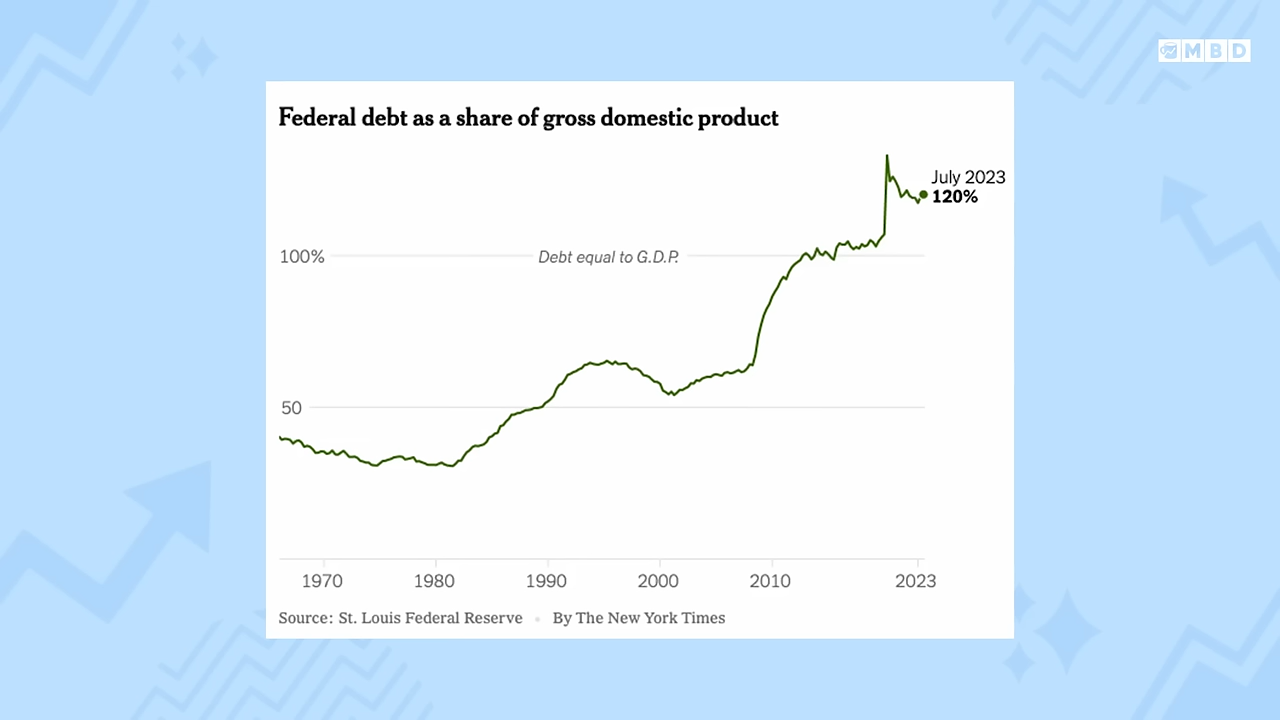 MBD
Federal debt as a share of gross domestic product
July 2023
120%
100%
Debt equal to G.D.P.
50
1970 1980 1990 2000 2010 2023
Source: St. Louis Federal Reserve • By The New York Times